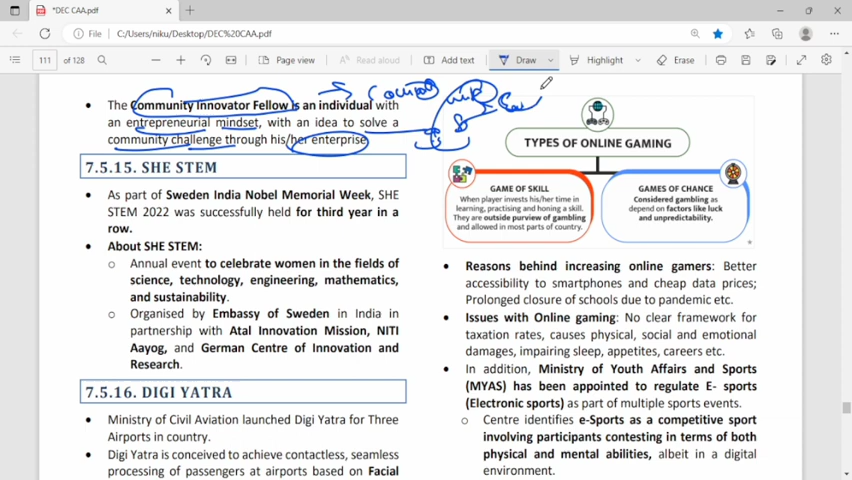 *DEC CAA.pdf
File
C:/Users/niku/Desktop/DEC%20CAA.pdf
111
of 128
Page view
Read aloud
Add text
Draw
Highlight
Erase
• The Community Innovator Fellow is an individual with
an entrepreneurial mindset, with an idea to solve a
community challenge through his/her enterprise
7.5.15. SHE STEM
• As part of Sweden India Nobel Memorial Week, SHE
STEM 2022 was successfully held for third year in a
row.
• About SHE STEM:
o Annual event to celebrate women in the fields of
science, technology, engineering, mathematics,
and sustainability.
o Organised by Embassy of Sweden in India in
partnership with Atal Innovation Mission, NITI
Aayog, and German Centre of Innovation and
Research.
7.5.16. DIGI YATRA
• Ministry of Civil Aviation launched Digi Yatra for Three
Airports in country.
• Digi Yatra is conceived to achieve contactless, seamless
processing of passengers at airports based on Facial
TYPES OF ONLINE GAMING
GAME OF SKILL
When player invests his/her time in
learning, practising and honing a skill.
They are outside purview of gambling
and allowed in most parts of country.
GAMES OF CHANCE
Considered gambling as
depend on factors like luck
and unpredictability.
• Reasons behind increasing online gamers: Better
accessibility to smartphones and cheap data prices;
Prolonged closure of schools due to pandemic etc.
• Issues with Online gaming: No clear framework for
taxation rates, causes physical, social and emotional
damages, impairing sleep, appetites, careers etc.
• In addition, Ministry of Youth Affairs and Sports
(MYAS) has been appointed to regulate E- sports
(Electronic sports) as part of multiple sports events.
o Centre identifies e-Sports as a competitive sport
involving participants contesting in terms of both
physical and mental abilities, albeit in a digital
environment.